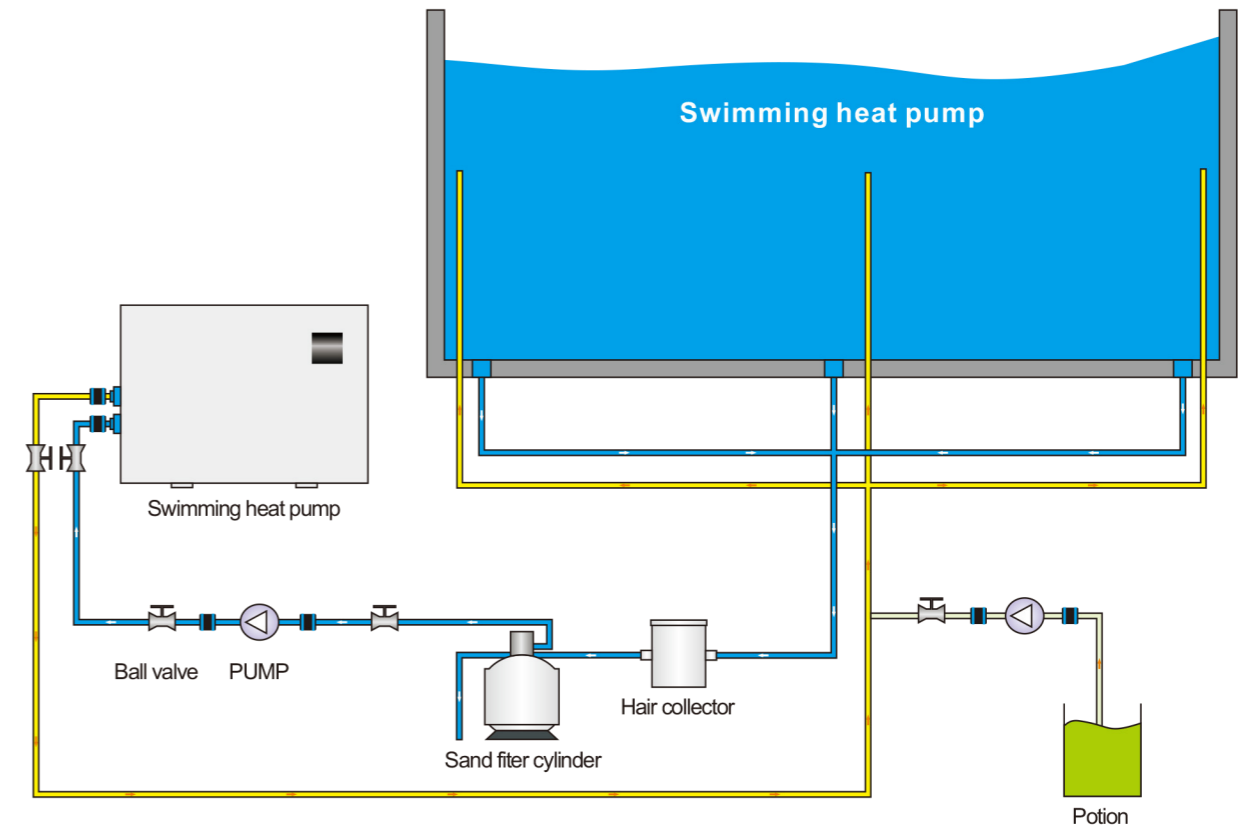 Swimming heat pump
Swimming heat pump
Ball valve
PUMP
Hair collector
Sand fiter cylinder
Potion